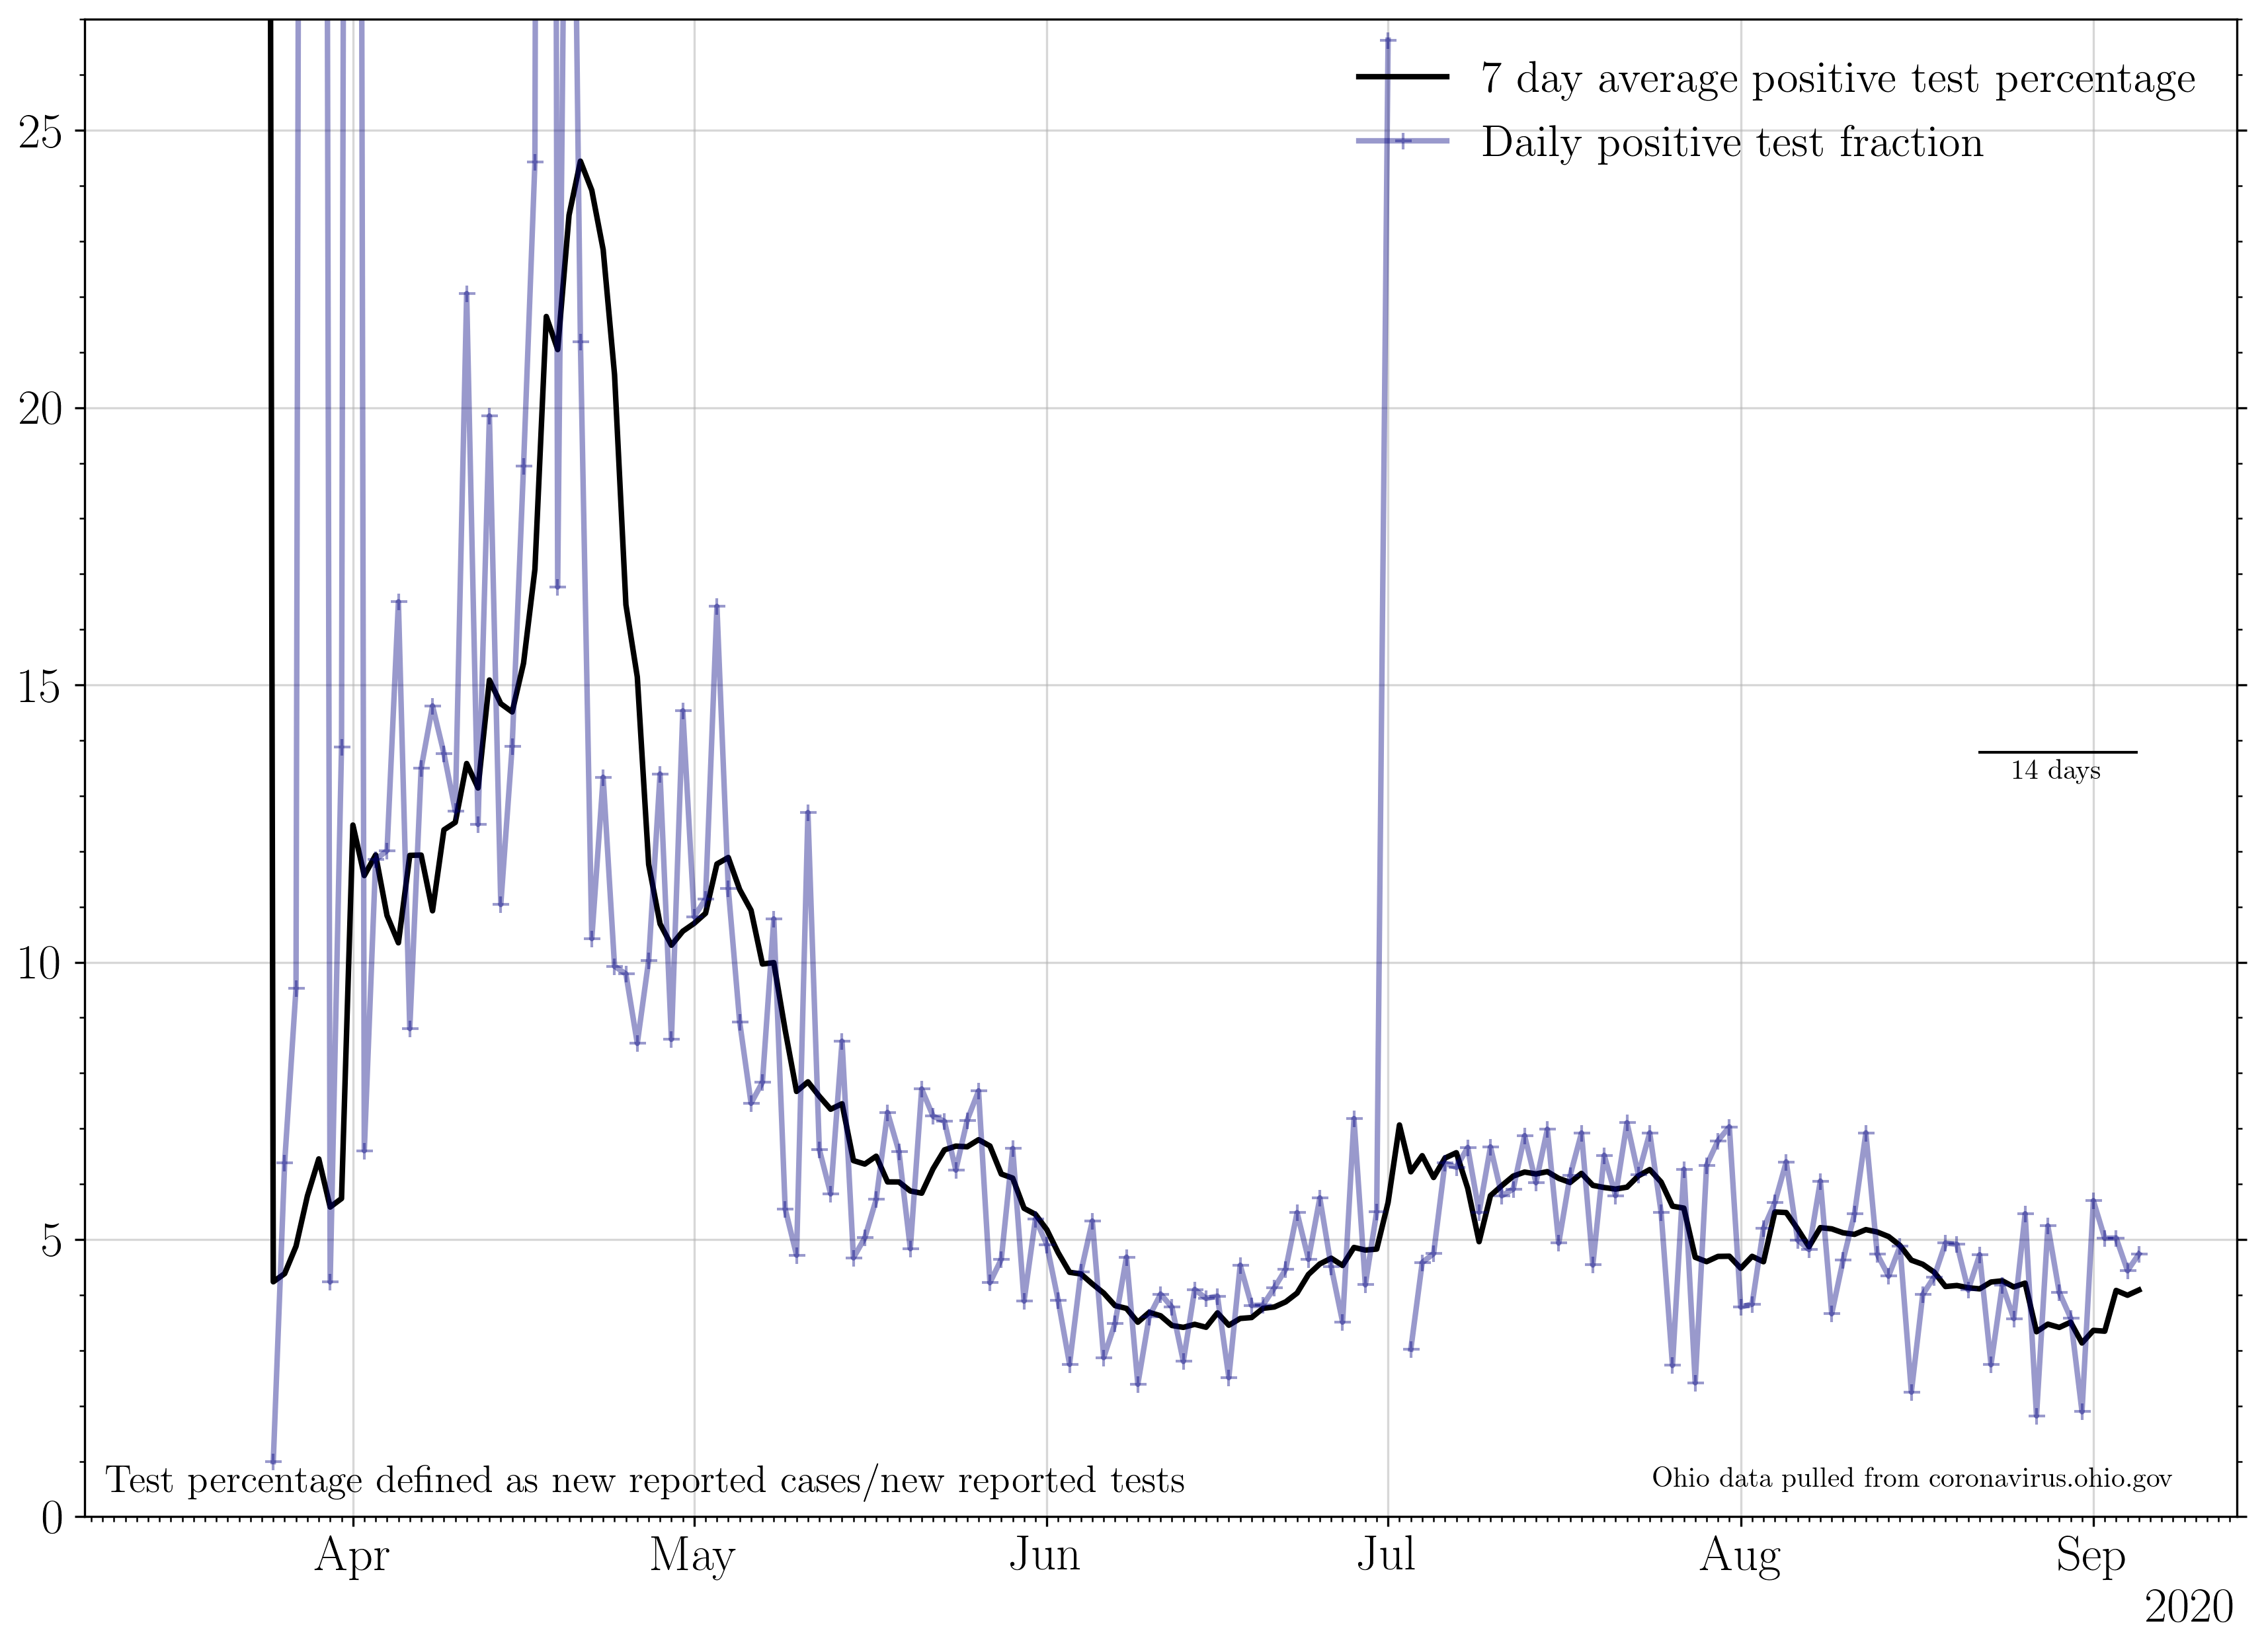 7 day average positive test percentage
Daily positive test fraction
25
20
15
14 days
10
5
Test percentage defined as new reported cases/new reported tests
Ohio data pulled from coronavirus.ohio.gov
0
Apr May Jun Jul Aug Sep
2020